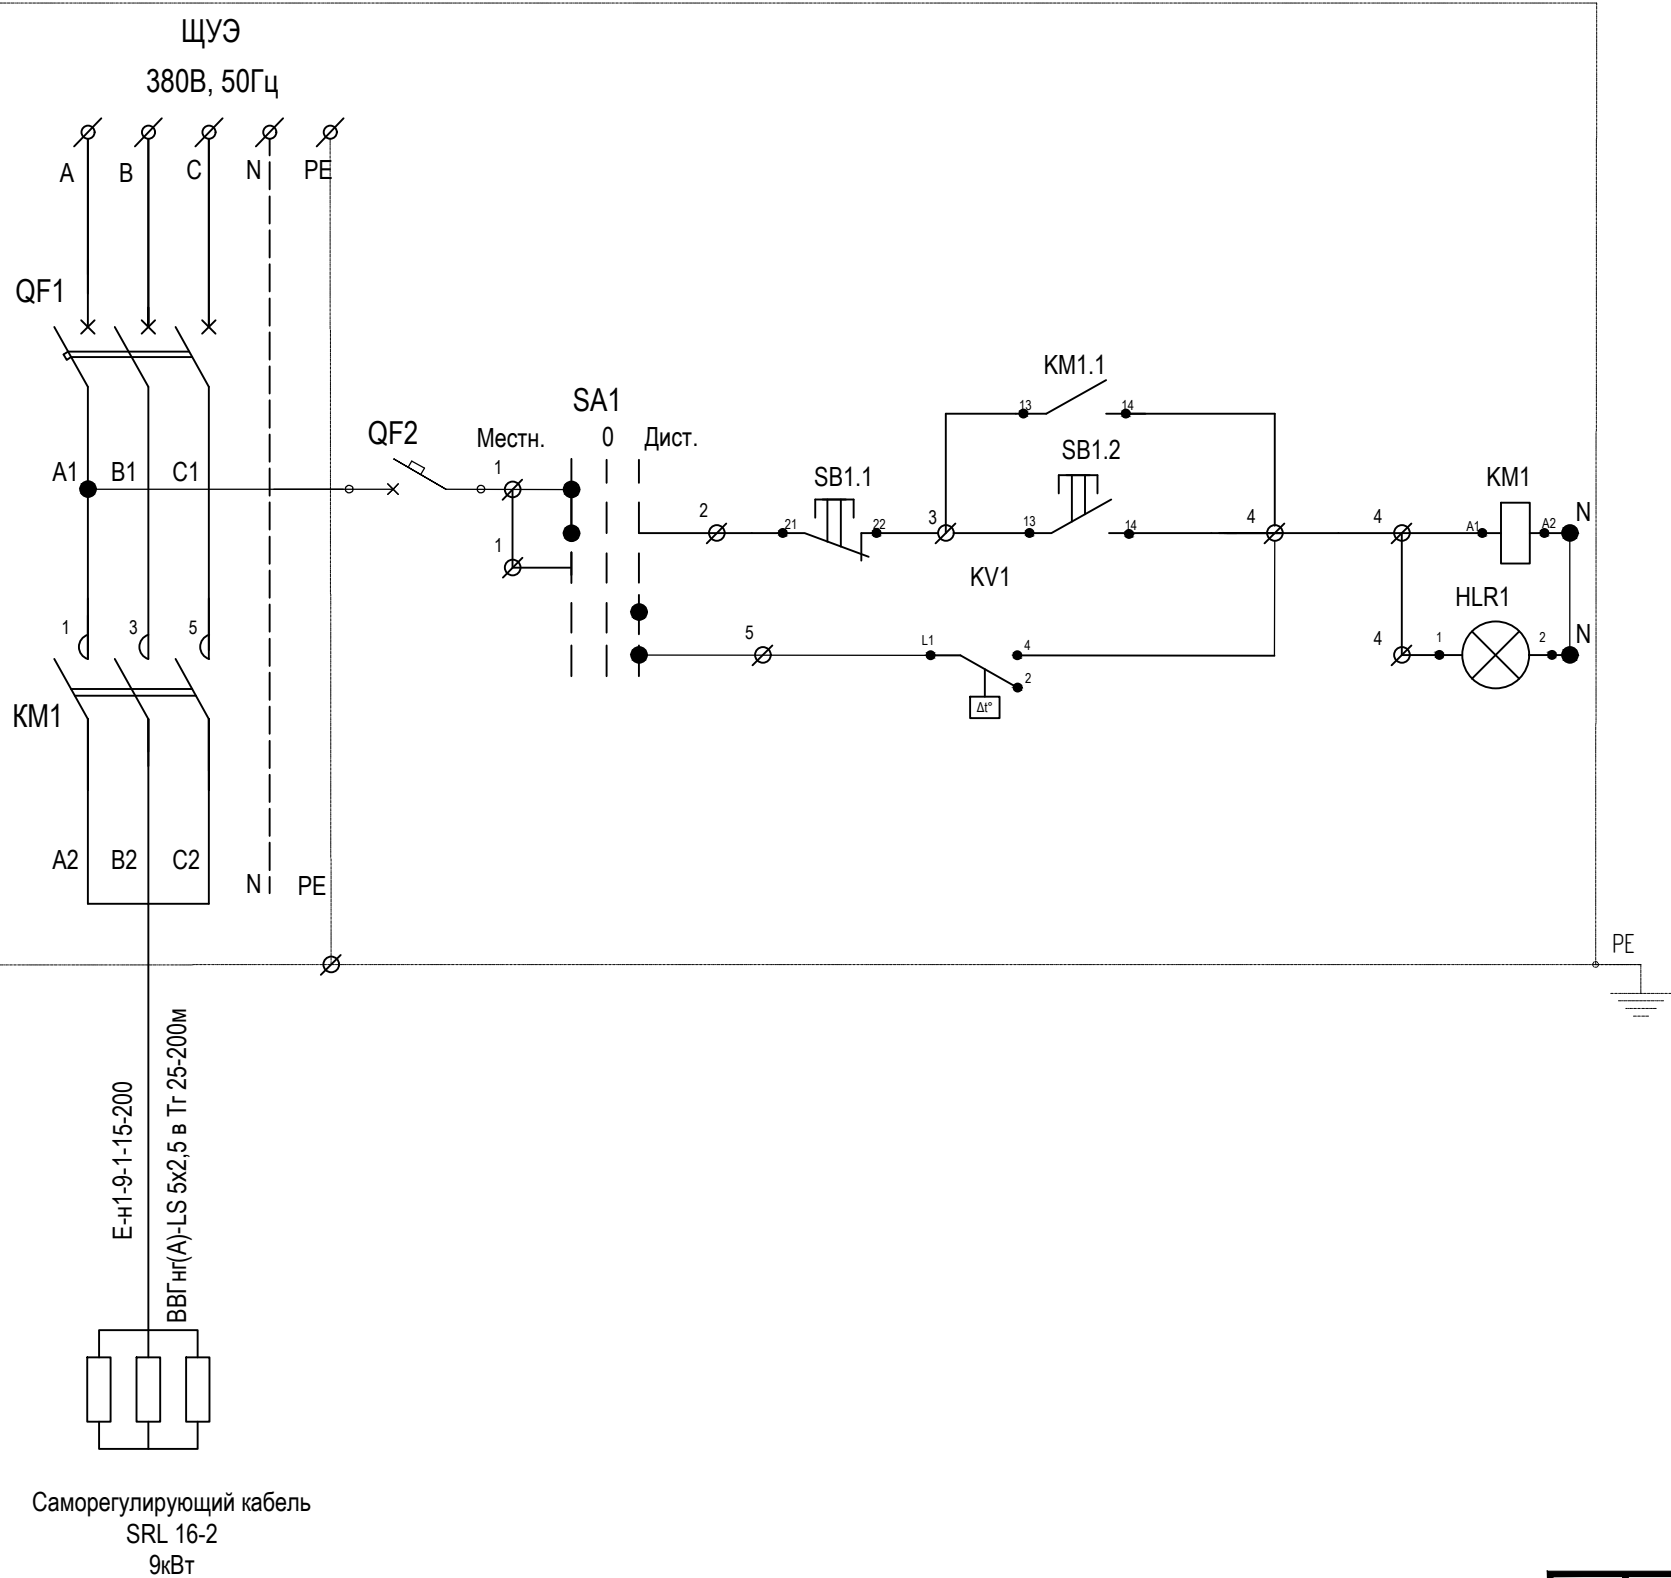 ЩУЭ
380В, 50Гц
A B C N PE
QF1
KM1.1
SA1
QF2 Местн. 0 Дист.
13 14
SB1.2
A1 B1 C1
1
SB1.1
KM1
2 21 22 3 13 14 4 4 A1 A2 N
1
KV1
HLR1
1 3 5
5 L1 4 4 1 2 N
2
Δt°
KM1
A2 B2 C2
N PE
PE
Е-н1-9-1-15-200
ВВГнг(А)-LS 5х2,5 в Тг 25-200м
Саморегулирующий кабель
SRL 16-2
9кВт